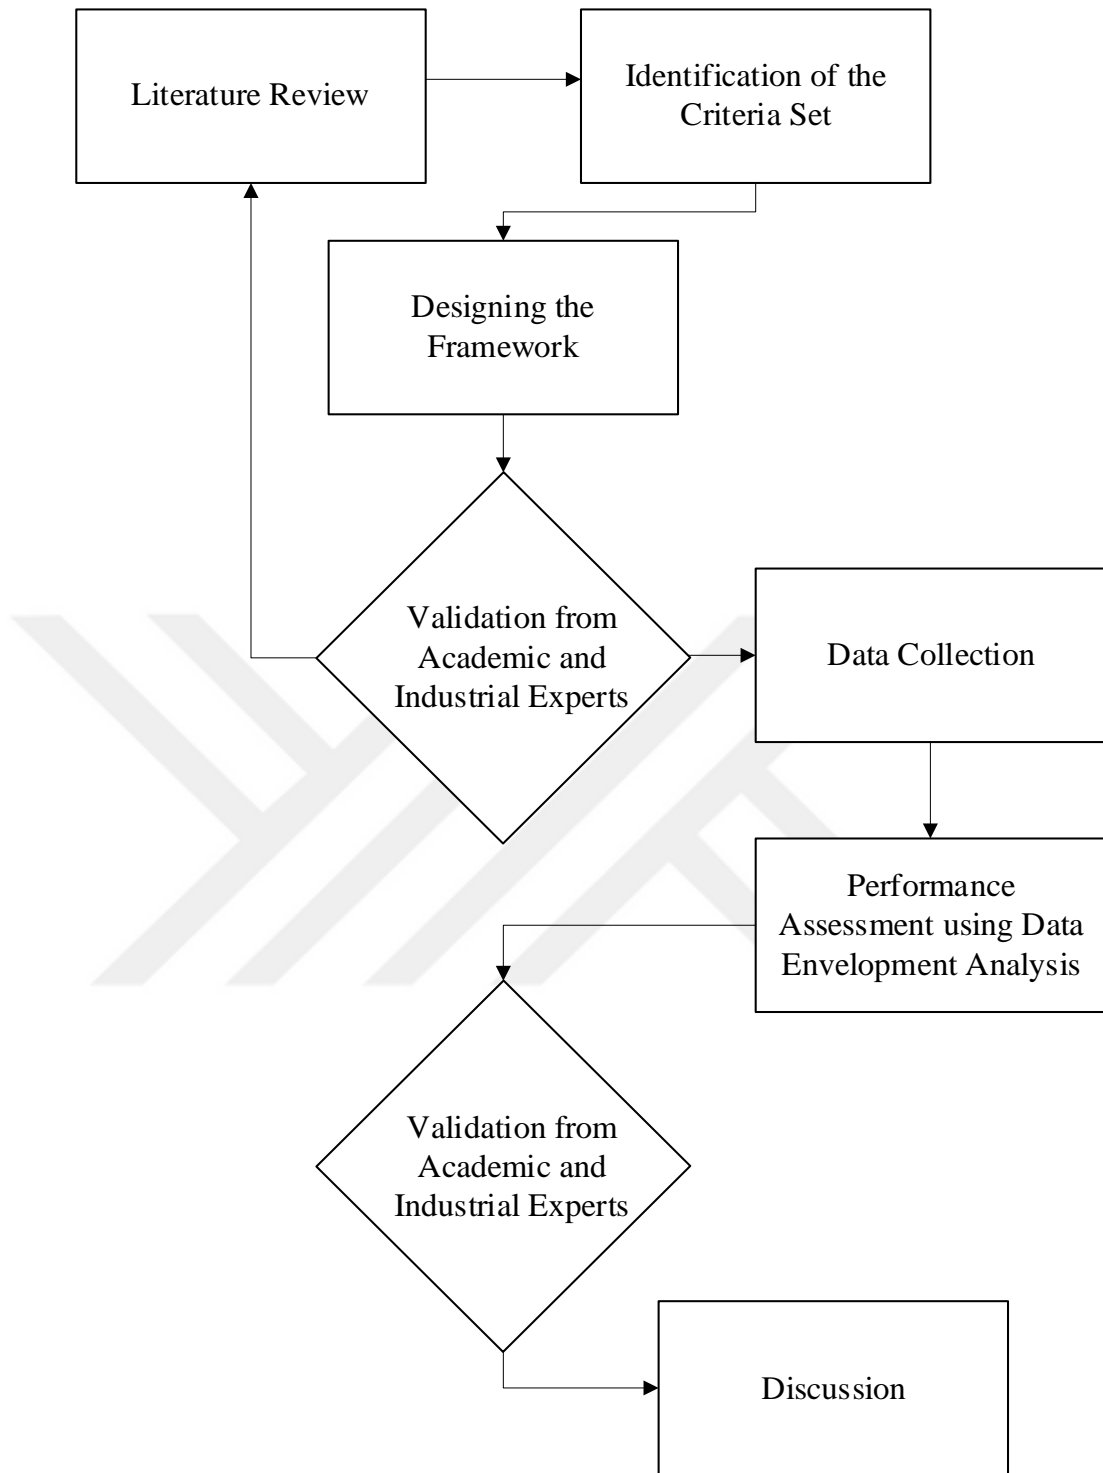 Literature Review
Identification of the
Criteria Set
Designing the
Framework
Validation from
Academic and
Industrial Experts
Data Collection
Performance
Assessment using Data
Envelopment Analysis
Validation from
Academic and
Industrial Experts
Discussion